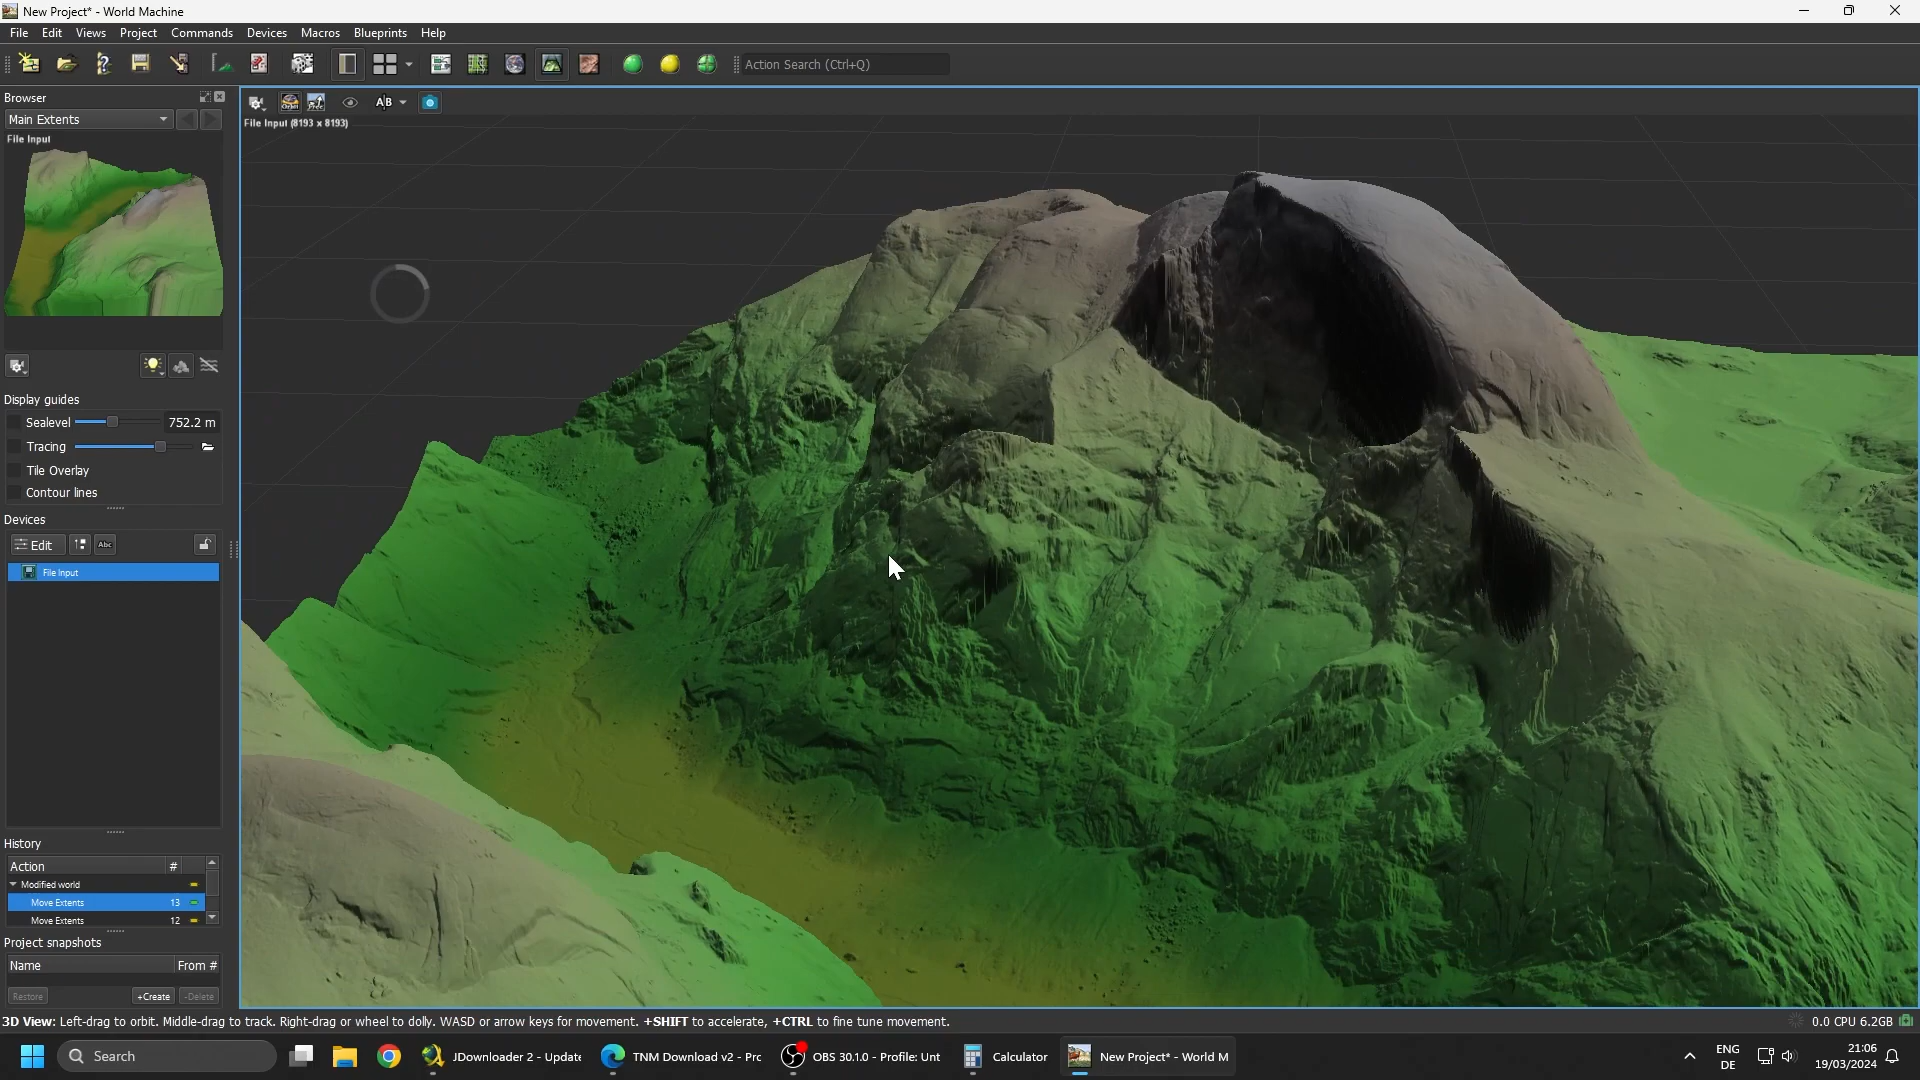 New Project* - World Machine
File Edit Views Project Commands Devices Macros Blueprints Help
Action Search (Ctrl+Q)
Browser
Main Extents
File Input
AB
File Input (8193 x 8193)
Display guides
Sealevel 752.2 m
Tracing
Tile Overlay
Contour lines
Devices
Edit Abc
File Input
History
Action #
Modified world
Move Extents 13
Move Extents 12
Project snapshots
Name From #
Restore +Create -Delete
3D View: Left-drag to orbit. Middle-drag to track. Right-drag or wheel to dolly. WASD or arrow keys for movement. +SHIFT to accelerate, +CTRL to fine tune movement.
0.0 CPU 6.2GB
Search
JDownloader 2 - Update
TNM Download v2 - Prc
OBS 30.1.0 - Profile: Unt
Calculator
New Project* - World M
ENG
DE
21:06
19/03/2024